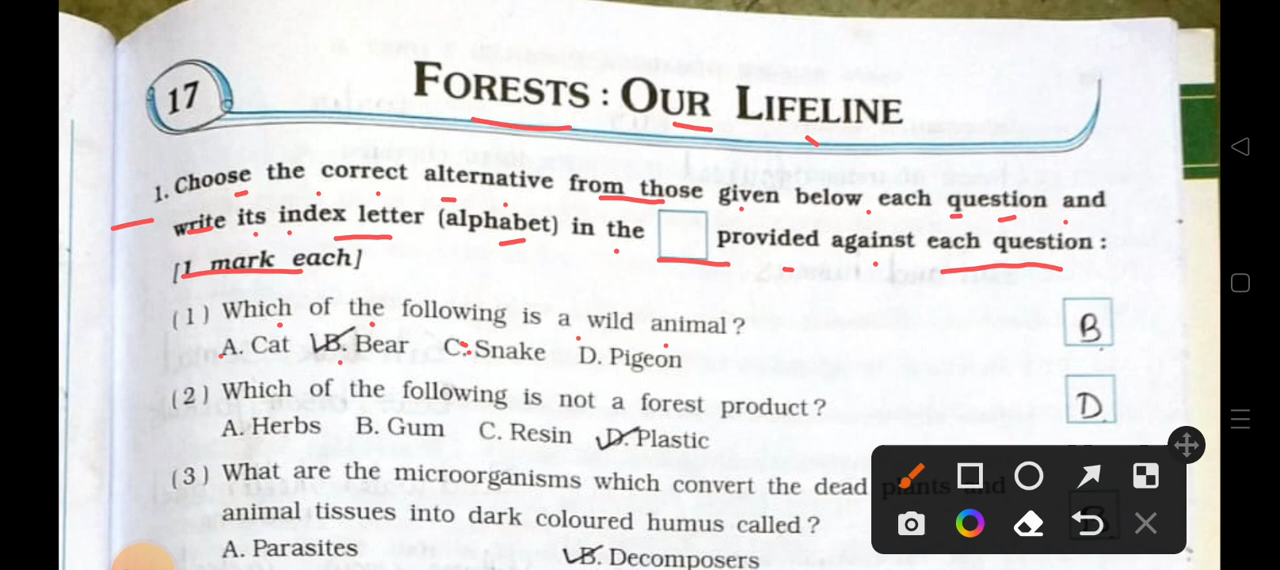 17
FORESTS : OUR LIFELINE
1. Choose the correct alternative from those given below each question and
write its index letter (alphabet) in the provided against each question :
[1 mark each]
(1) Which of the following is a wild animal ?
B
A. Cat B. Bear C. Snake D. Pigeon
(2) Which of the following is not a forest product ?
D
A. Herbs B. Gum C. Resin D. Plastic
(3) What are the microorganisms which convert the dead plants and
animal tissues into dark coloured humus called ?
B
A. Parasites B. Decomposers